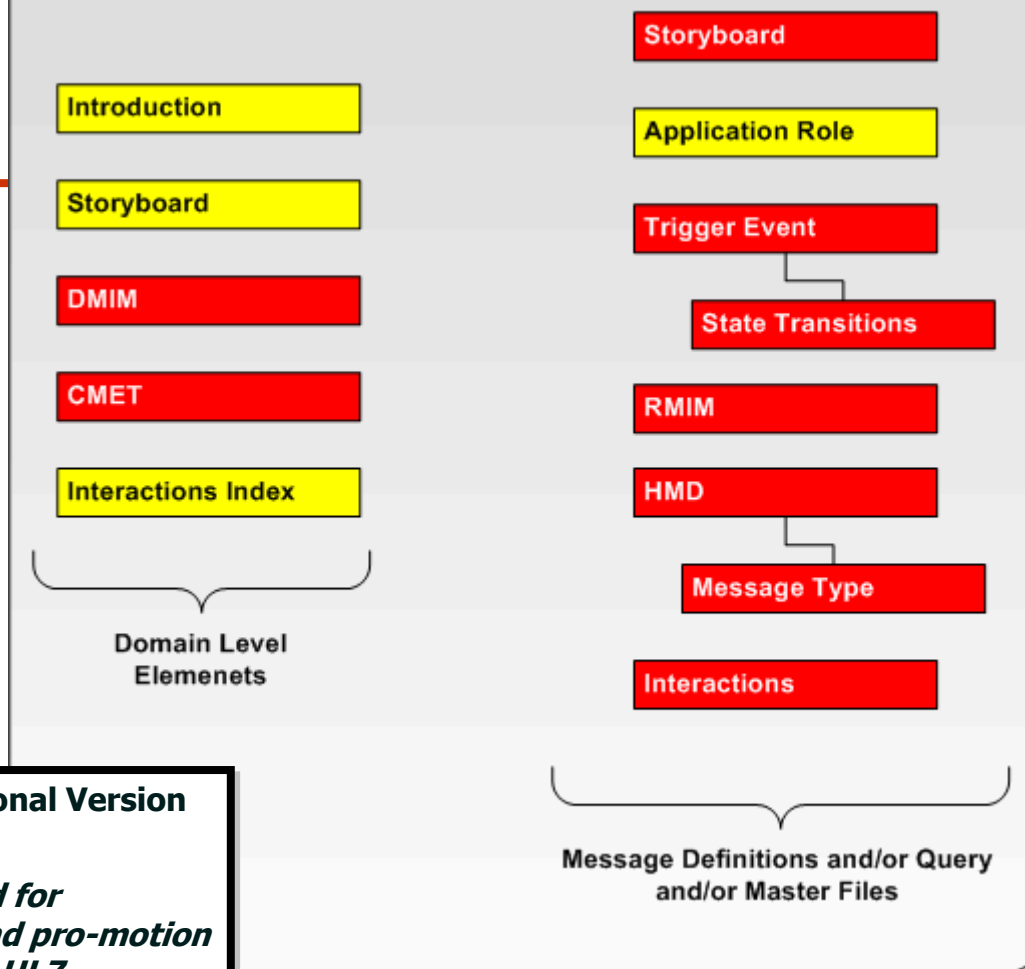 Introduction
Storyboard
DMIM
CMET
Interactions Index
Domain Level
Elemenets
Storyboard
Application Role
Trigger Event
State Transitions
RMIM
HMD
Message Type
Interactions
Message Definitions and/or Query
and/or Master Files
onal Version
for
pro-motion